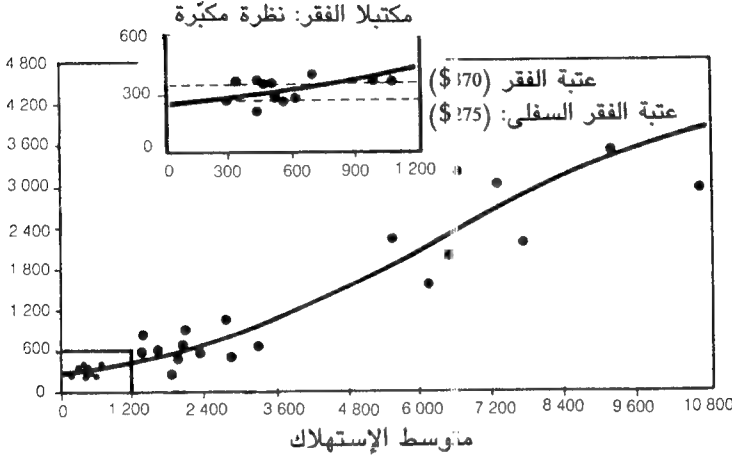 مكتبلا الفقر: نظرة مكبّرة
600
300
0
0 300 600 900 1 200
عتبة الفقر ($370)
عتبة الفقر السفلى: ($275)
4 800
4 200
3 600
3 000
2 400
1 800
1 200
600
0
0 1 200 2 400 3 600 4 800 6 000 7 200 8 400 9 600 10 800
متوسط الإستهلاك